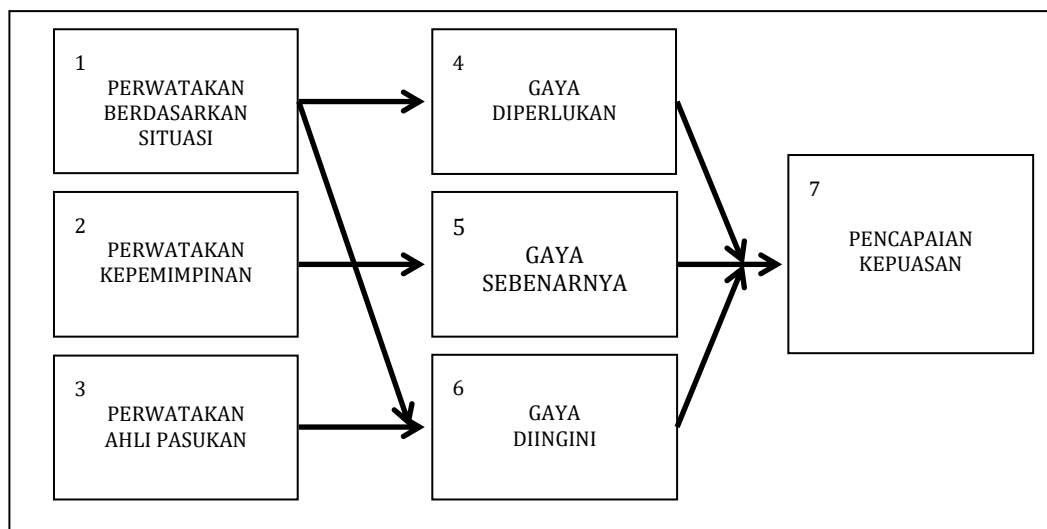 1
PERWATAKAN
BERDASARKAN
SITUASI
4
GAYA
DIPERLUKAN
2
PERWATAKAN
KEPEMIMPINAN
5
GAYA
SEBENARNYA
7
PENCAPAIAN
KEPUASAN
3
PERWATAKAN
AHLI PASUKAN
6
GAYA
DIINGINI